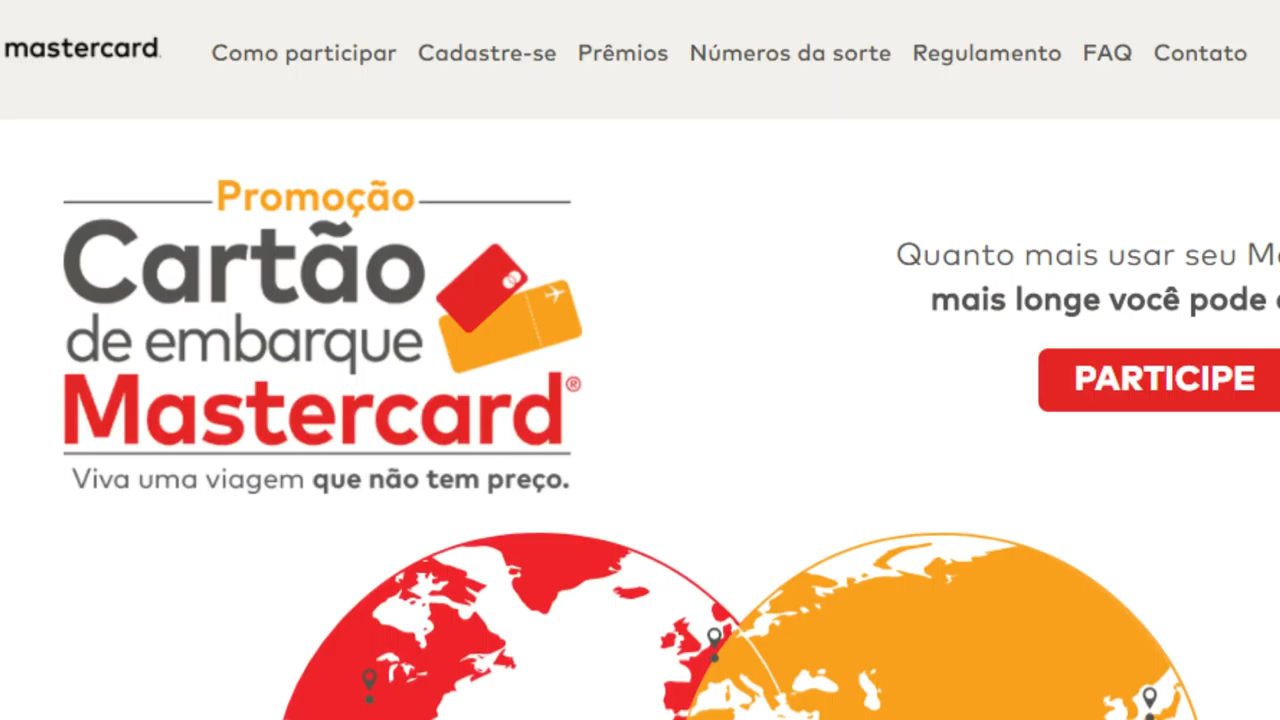 mastercard.
Como participar Cadastre-se Prêmios Números da sorte Regulamento FAQ Contato
Promoção
Cartão
de embarque
Mastercard®
Viva uma viagem que não tem preço.
Quanto mais usar seu
mais longe você pode
PARTICIPE